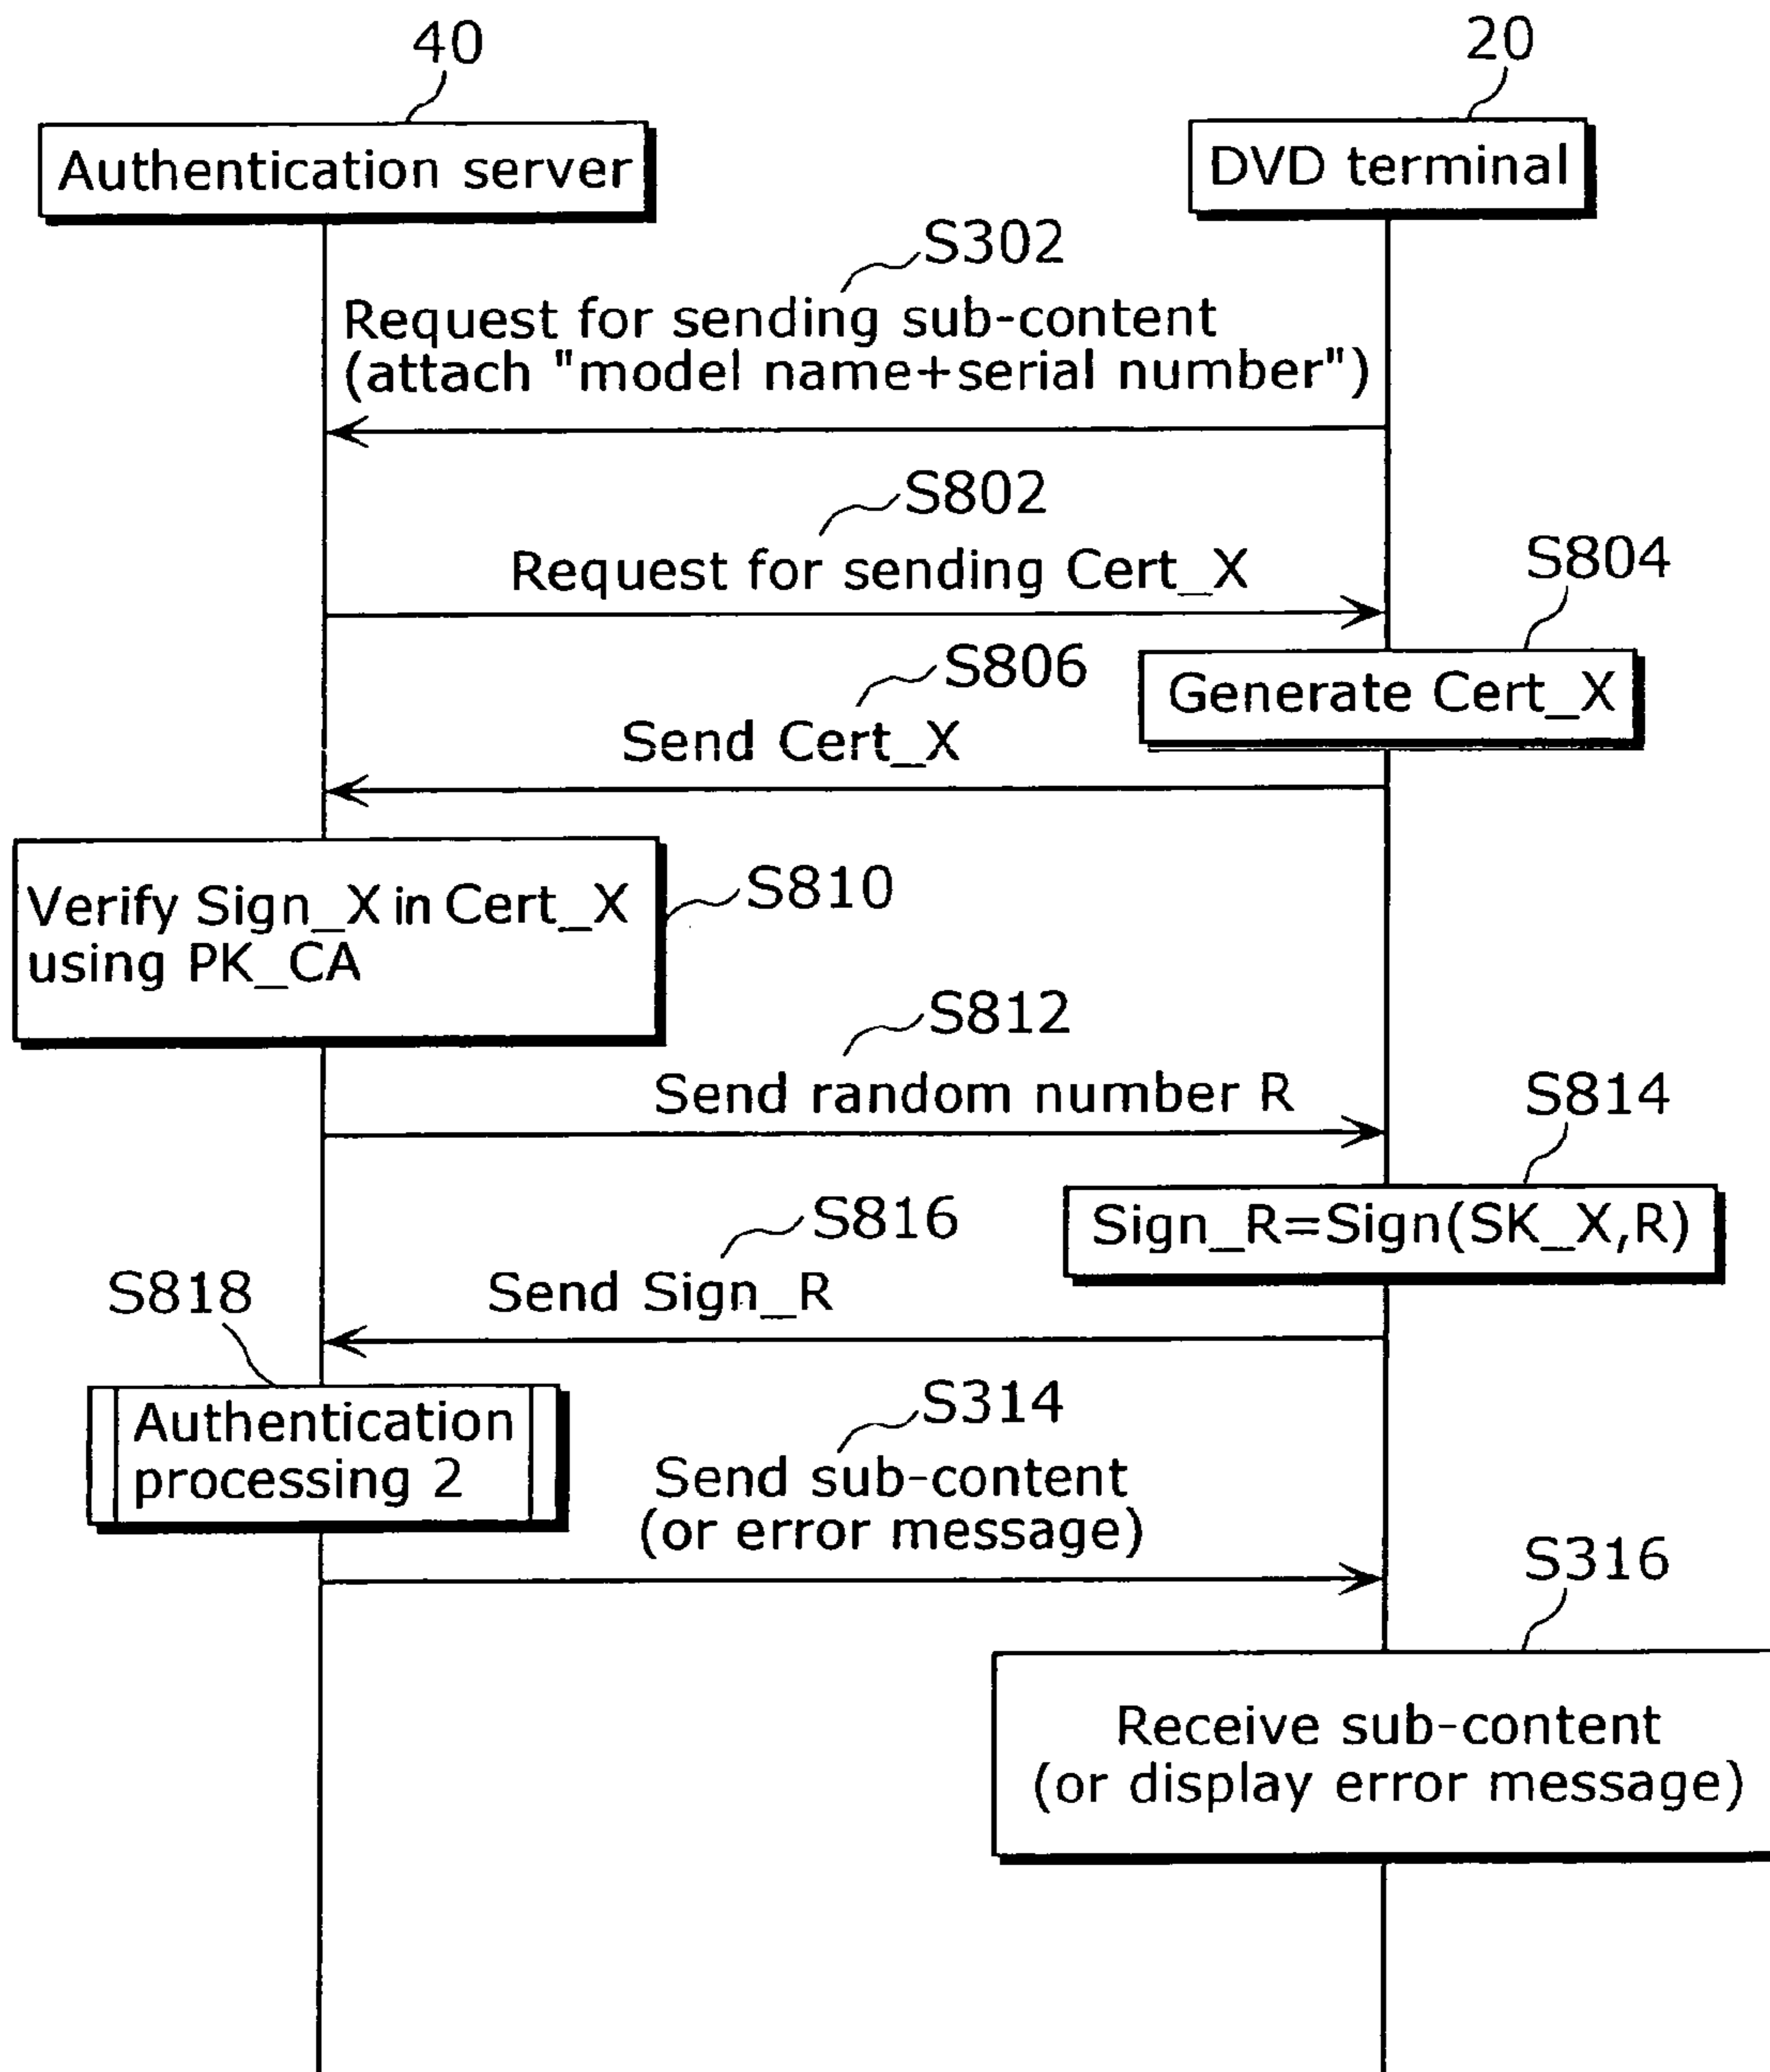 40
20
Authentication server
DVD terminal
S302
Request for sending sub-content
(attach "model name+serial number")
S802
Request for sending Cert_X
S804
Generate Cert_X
S806
Send Cert_X
Verify Sign_X in Cert_X
using PK_CA
S810
S812
Send random number R
S814
Sign_R=Sign(SK_X,R)
S816
Send Sign_R
S818
Authentication
processing 2
S314
Send sub-content
(or error message)
S316
Receive sub-content
(or display error message)